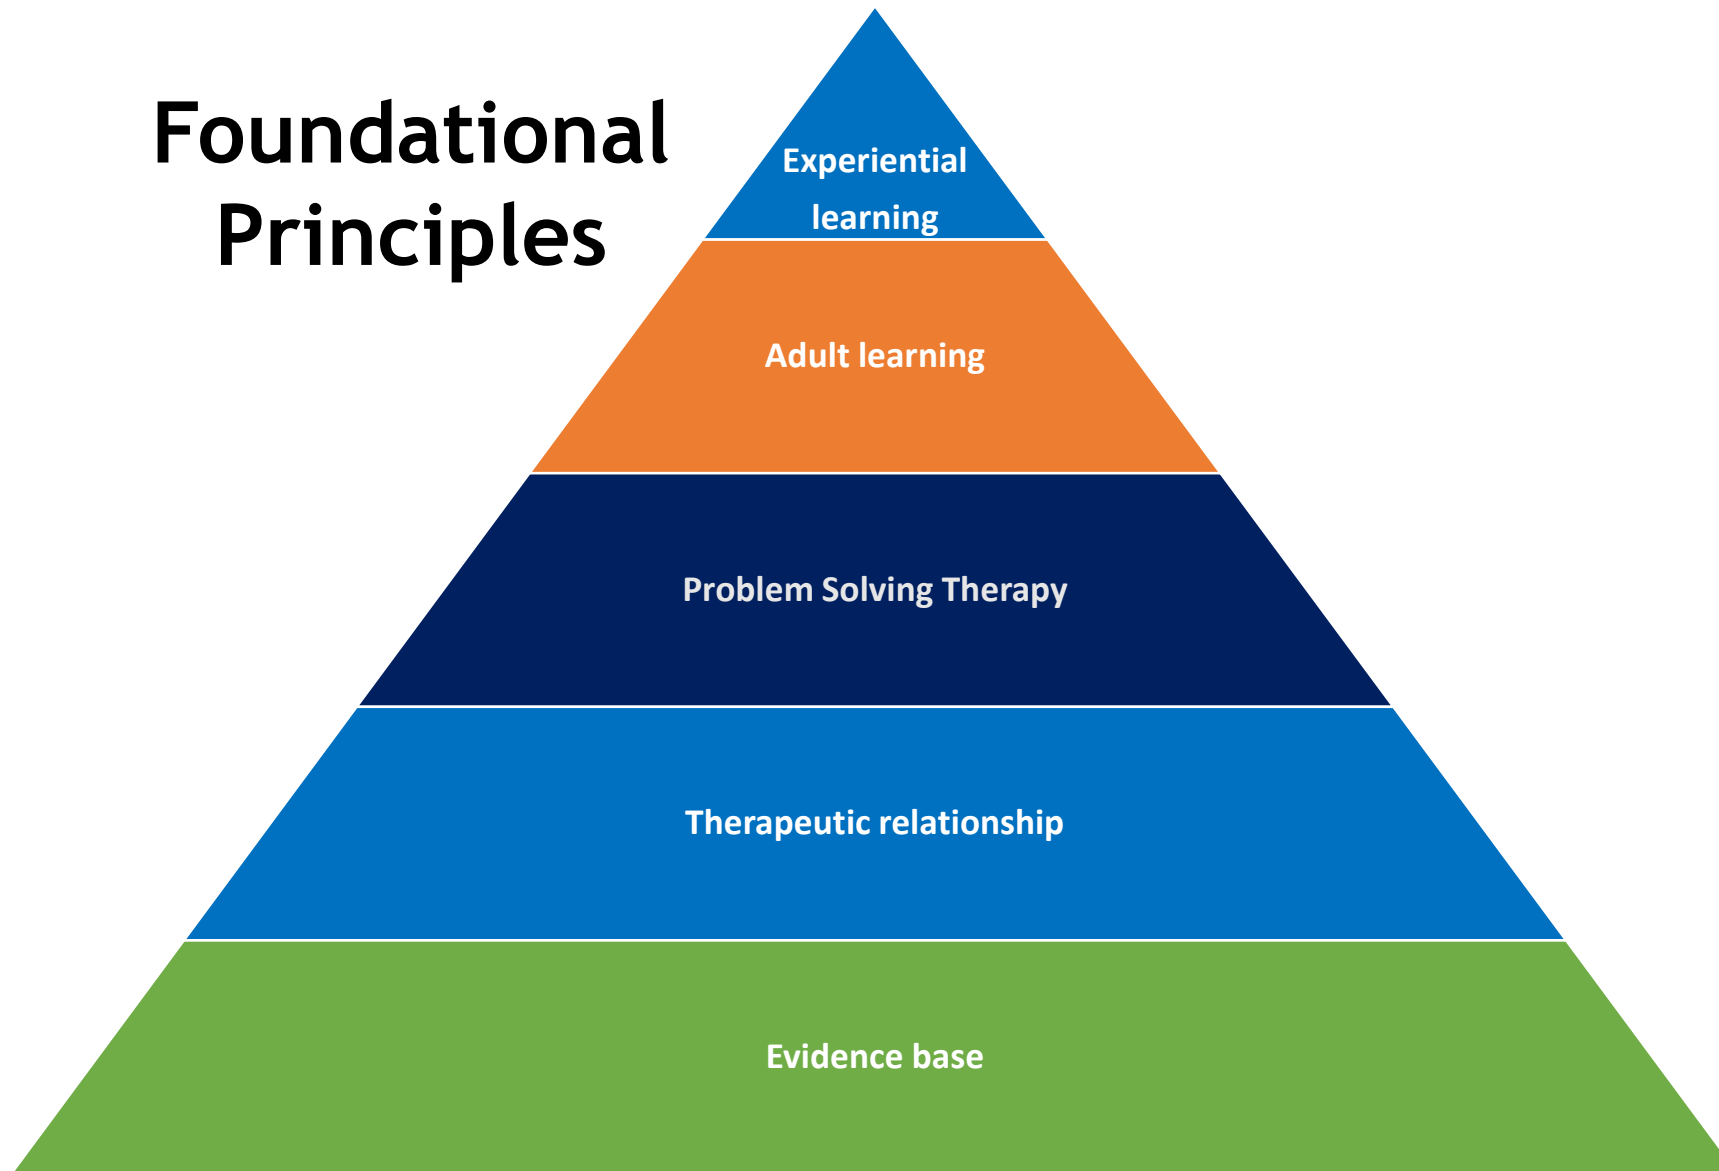 Foundational
Principles
Experiential
learning
Adult learning
Problem Solving Therapy
Therapeutic relationship
Evidence base